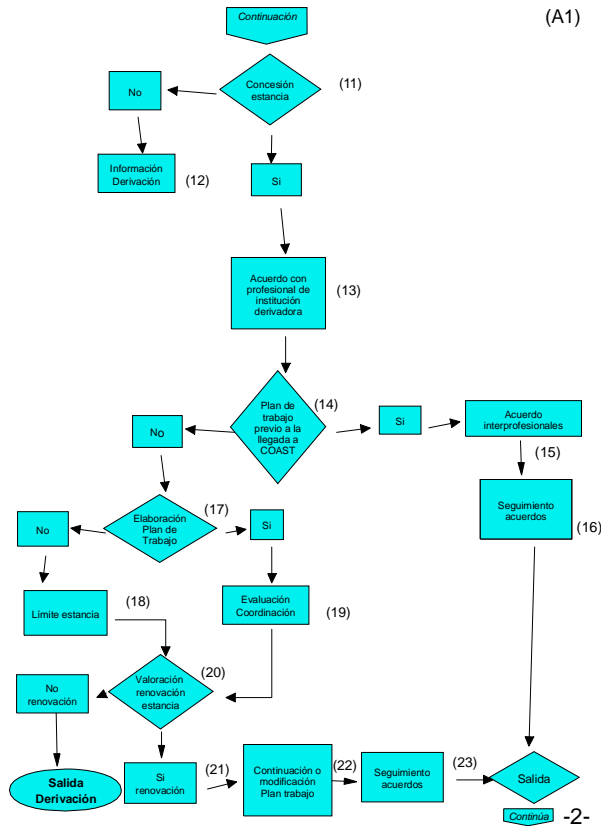 Continuación
(A1)
Concesión
estancia
(11)
No
Información
Derivación
(12)
Si
Acuerdo con
profesional de
institución
derivadora
(13)
Plan de
trabajo
previo a la
llegada a
COAST
(14)
No
Si
Acuerdo
interprofesionales
(15)
Seguimiento
acuerdos
(16)
Elaboración
Plan de
Trabajo
(17)
No
Si
Límite estancia
(18)
Evaluación
Coordinación
(19)
Valoración
renovación
estancia
(20)
No
renovación
Salida
Derivación
Si
renovación
(21)
Continuación o
modificación
Plan trabajo
(22)
Seguimiento
acuerdos
(23)
Salida
Continúa
-2-